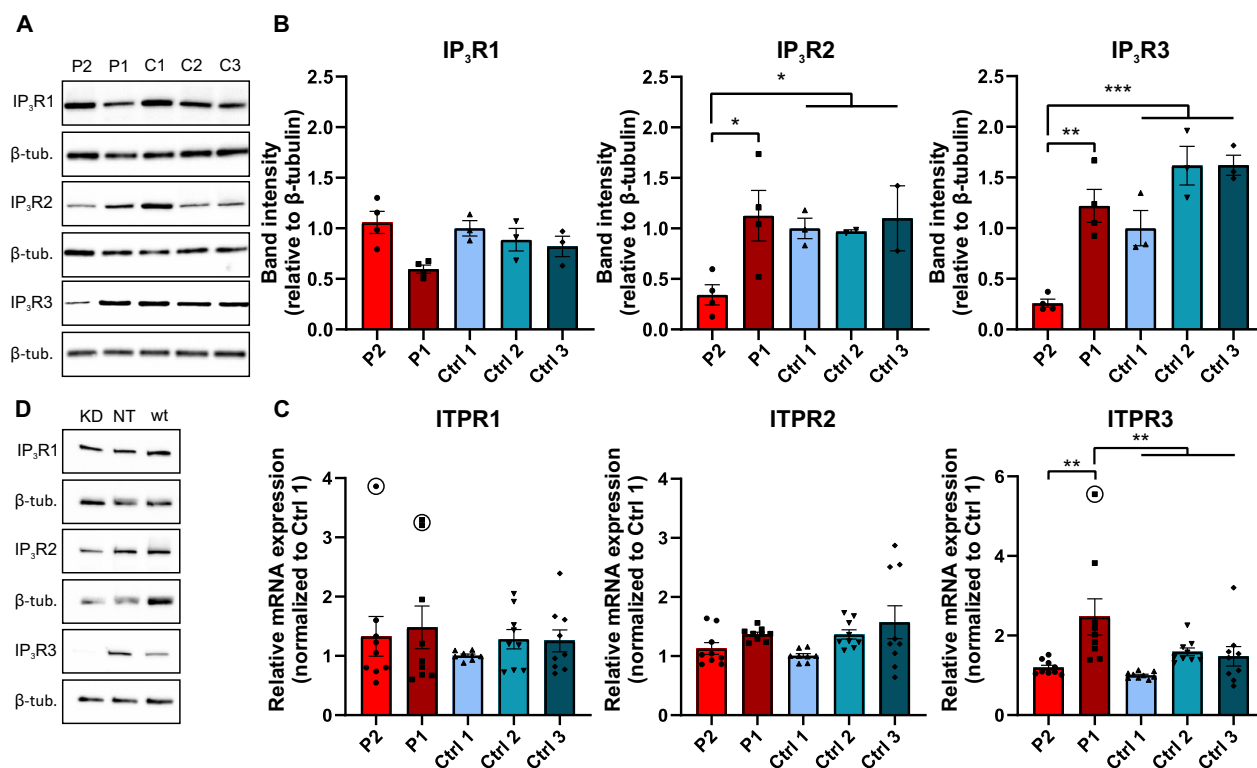 A
P2 P1 C1 C2 C3
IP₃R1
β-tub.
IP₃R2
β-tub.
IP₃R3
β-tub.
B
IP₃R1
Band intensity
(relative to β-tubulin)
2.5
2.0
1.5
1.0
0.5
0.0
P2 P1 Ctrl 1 Ctrl 2 Ctrl 3
IP₃R2
Band intensity
(relative to β-tubulin)
2.5
2.0
1.5
1.0
0.5
0.0
*
*
P2 P1 Ctrl 1 Ctrl 2 Ctrl 3
IP₃R3
Band intensity
(relative to β-tubulin)
2.5
2.0
1.5
1.0
0.5
0.0
***
**
P2 P1 Ctrl 1 Ctrl 2 Ctrl 3
D
KD NT wt
IP₃R1
β-tub.
IP₃R2
β-tub.
IP₃R3
β-tub.
C
ITPR1
Relative mRNA expression
(normalized to Ctrl 1)
4
3
2
1
0
P2 P1 Ctrl 1 Ctrl 2 Ctrl 3
ITPR2
Relative mRNA expression
(normalized to Ctrl 1)
4
3
2
1
0
P2 P1 Ctrl 1 Ctrl 2 Ctrl 3
ITPR3
Relative mRNA expression
(normalized to Ctrl 1)
6
4
2
0
**
**
P2 P1 Ctrl 1 Ctrl 2 Ctrl 3